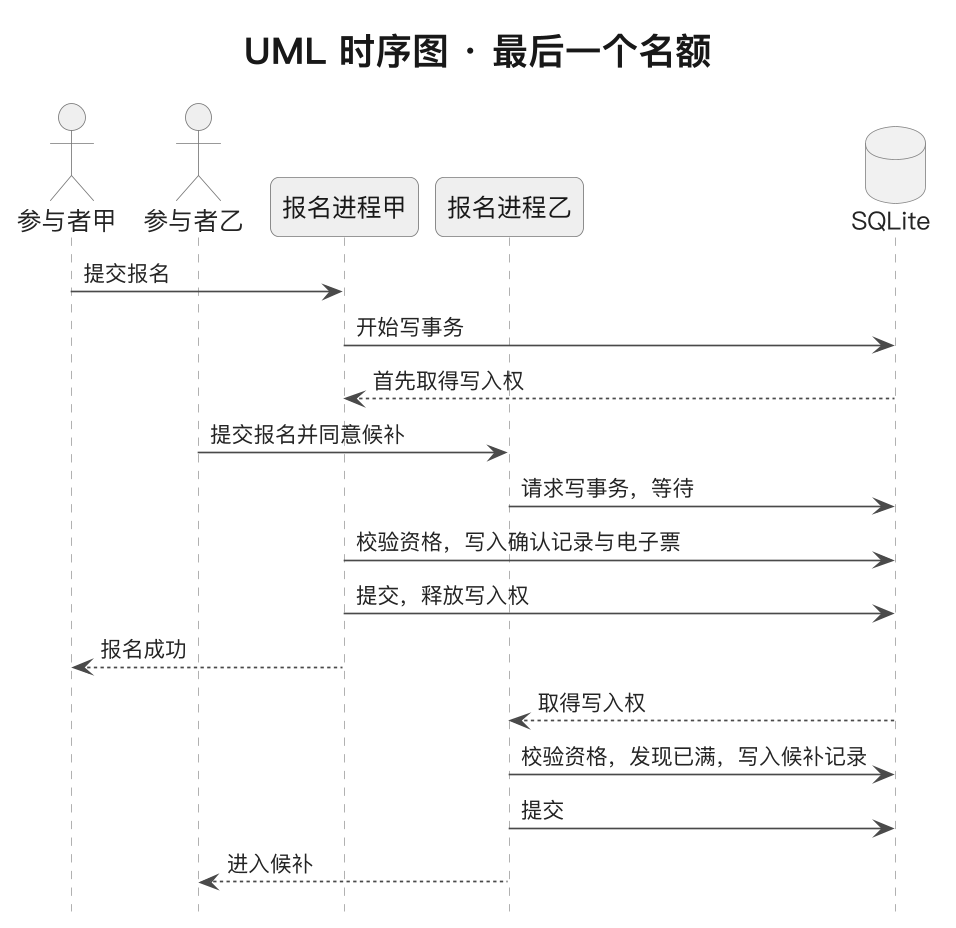 UML 时序图 · 最后一个名额
参与者甲
参与者乙
报名进程甲
报名进程乙
SQLite
提交报名
开始写事务
首先取得写入权
提交报名并同意候补
请求写事务，等待
校验资格，写入确认记录与电子票
提交，释放写入权
报名成功
取得写入权
校验资格，发现已满，写入候补记录
提交
进入候补